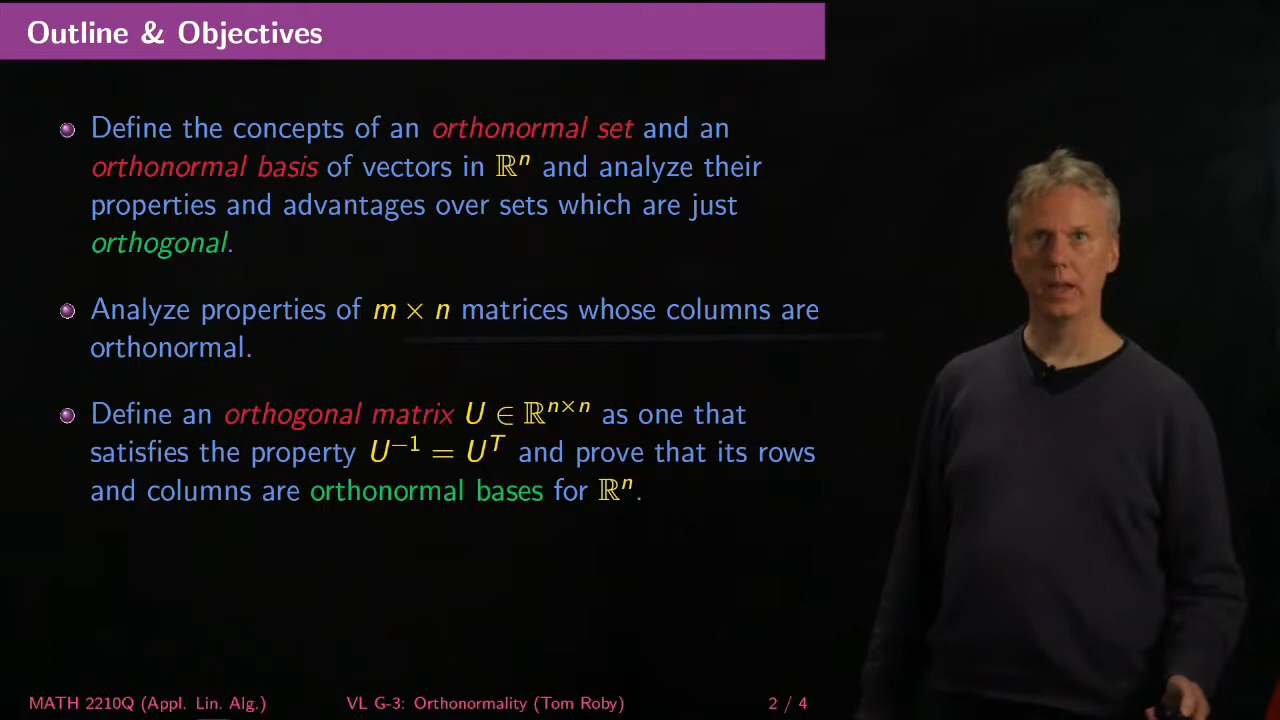 Outline & Objectives
Define the concepts of an orthonormal set and an
orthonormal basis of vectors in ℝⁿ and analyze their
properties and advantages over sets which are just
orthogonal.
Analyze properties of m × n matrices whose columns are
orthonormal.
Define an orthogonal matrix U ∈ ℝⁿˣⁿ as one that
satisfies the property U⁻¹ = Uᵀ and prove that its rows
and columns are orthonormal bases for ℝⁿ.
MATH 2210Q (Appl. Lin. Alg.) VL G-3: Orthonormality (Tom Roby) 2 / 4